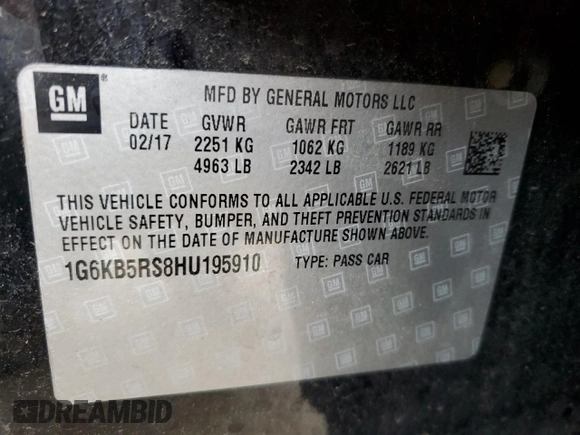 GM
®
MFD BY GENERAL MOTORS LLC
DATE GVWR GAWR FRT GAWR RR
02/17 2251 KG 1062 KG 1189 KG
4963 LB 2342 LB 2621 LB
THIS VEHICLE CONFORMS TO ALL APPLICABLE U.S. FEDERAL MOTOR
VEHICLE SAFETY, BUMPER, AND THEFT PREVENTION STANDARDS IN
EFFECT ON THE DATE OF MANUFACTURE SHOWN ABOVE.
1G6KB5RS8HU195910 TYPE: PASS CAR
DREAMBID